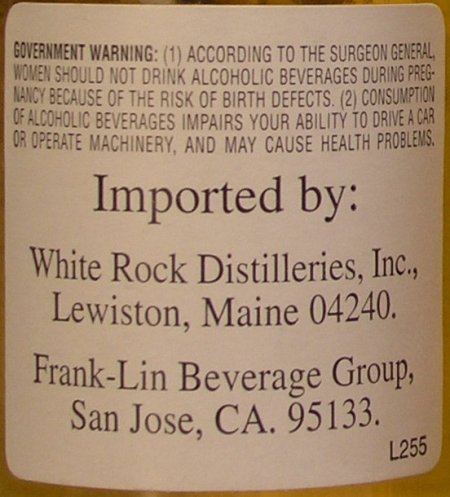 GOVERNMENT WARNING: (1) ACCORDING TO THE SURGEON GENERAL,
WOMEN SHOULD NOT DRINK ALCOHOLIC BEVERAGES DURING PREG-
NANCY BECAUSE OF THE RISK OF BIRTH DEFECTS. (2) CONSUMPTION
OF ALCOHOLIC BEVERAGES IMPAIRS YOUR ABILITY TO DRIVE A CAR
OR OPERATE MACHINERY, AND MAY CAUSE HEALTH PROBLEMS.
Imported by:
White Rock Distilleries, Inc.,
Lewiston, Maine 04240.
Frank-Lin Beverage Group,
San Jose, CA. 95133.
L255